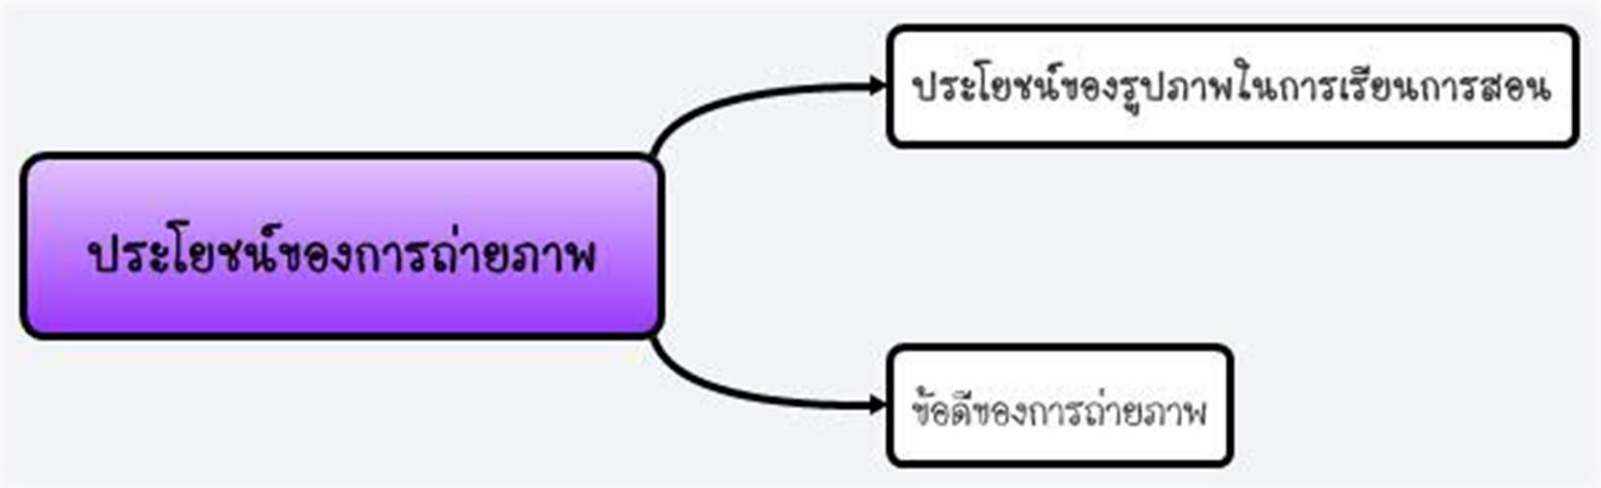 ประโยชน์ของรูปภาพในการเรียนการสอน
ประโยชน์ของการถ่ายภาพ
ข้อดีของการถ่ายภาพ